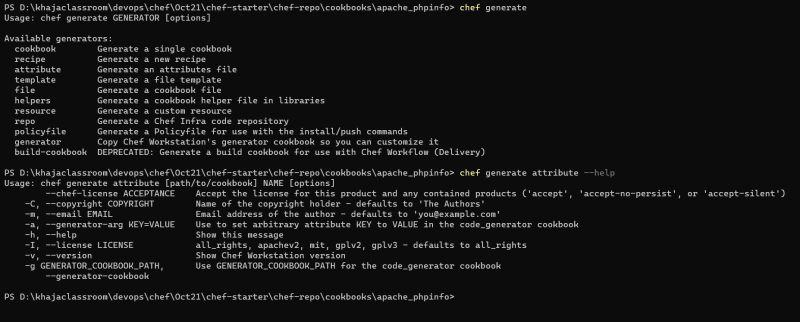 PS D:\khajaclassroom\devops\chef\Oct21\chef-starter\chef-repo\cookbooks\apache_phpinfo> chef generate
Usage: chef generate GENERATOR [options]
Available generators:
cookbook        Generate a single cookbook
recipe          Generate a new recipe
attribute       Generate an attributes file
template        Generate a file template
file            Generate a cookbook file
helpers         Generate a cookbook helper file in libraries
resource        Generate a custom resource
repo            Generate a Chef Infra code repository
policyfile      Generate a Policyfile for use with the install/push commands
generator       Copy Chef Workstation's generator cookbook so you can customize it
build-cookbook  DEPRECATED: Generate a build cookbook for use with Chef Workflow (Delivery)
PS D:\khajaclassroom\devops\chef\Oct21\chef-starter\chef-repo\cookbooks\apache_phpinfo> chef generate attribute --help
Usage: chef generate attribute [path/to/cookbook] NAME [options]
--chef-license ACCEPTANCE    Accept the license for this product and any contained products ('accept', 'accept-no-persist', or 'accept-silent')
-C, --copyright COPYRIGHT        Name of the copyright holder - defaults to 'The Authors'
-m, --email EMAIL                Email address of the author - defaults to 'you@example.com'
-a, --generator-arg KEY=VALUE    Use to set arbitrary attribute KEY to VALUE in the code_generator cookbook
-h, --help                       Show this message
-I, --license LICENSE            all_rights, apachev2, mit, gplv2, gplv3 - defaults to all_rights
-v, --version                    Show Chef Workstation version
-g GENERATOR_COOKBOOK_PATH,      Use GENERATOR_COOKBOOK_PATH for the code_generator cookbook
--generator-cookbook
PS D:\khajaclassroom\devops\chef\Oct21\chef-starter\chef-repo\cookbooks\apache_phpinfo>